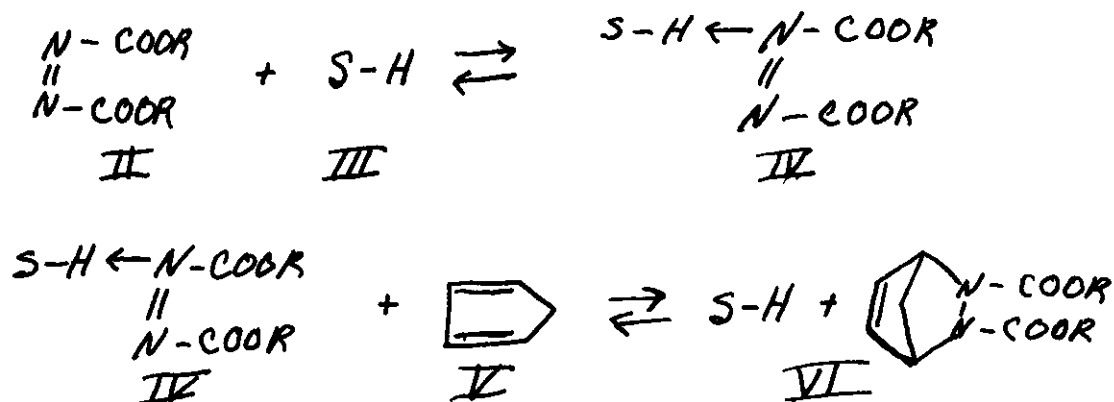 N - COOR
॥
+ S-H ⇌ S-H ← N - COOR
N - COOR
N - COOR
II III IV
S-H ← N - COOR
+ ⇌ S-H + N - COOR
N - COOR
N - COOR
IV V VI